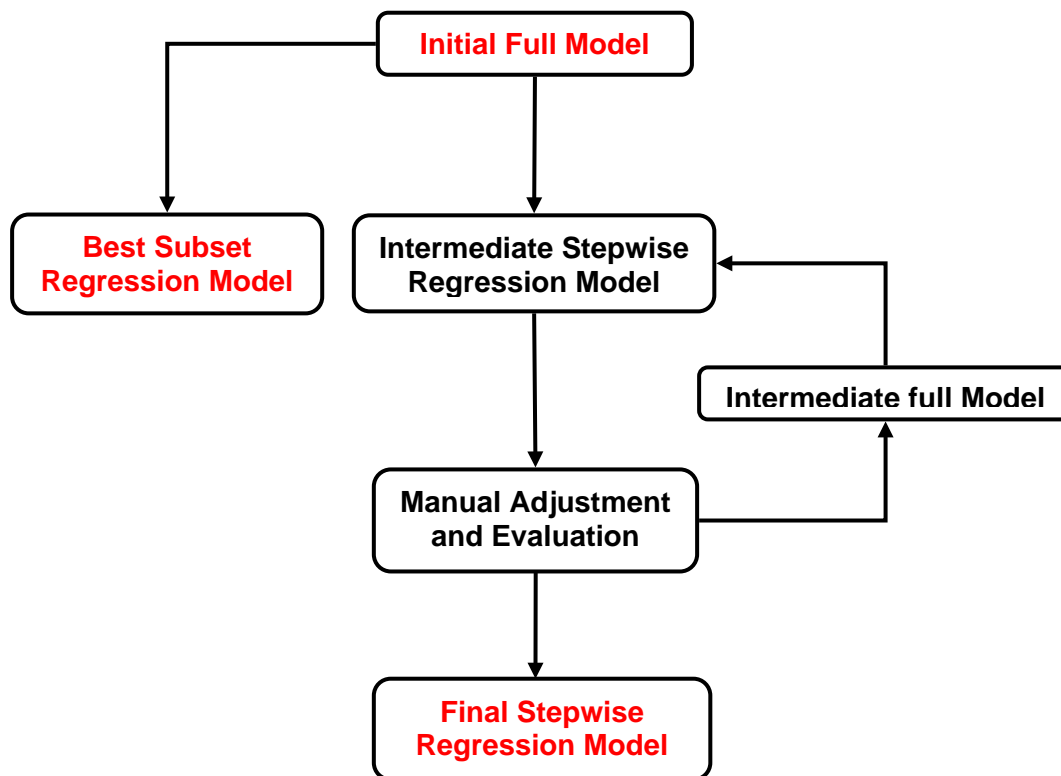 Initial Full Model
Best Subset
Regression Model
Intermediate Stepwise
Regression Model
Intermediate full Model
Manual Adjustment
and Evaluation
Final Stepwise
Regression Model